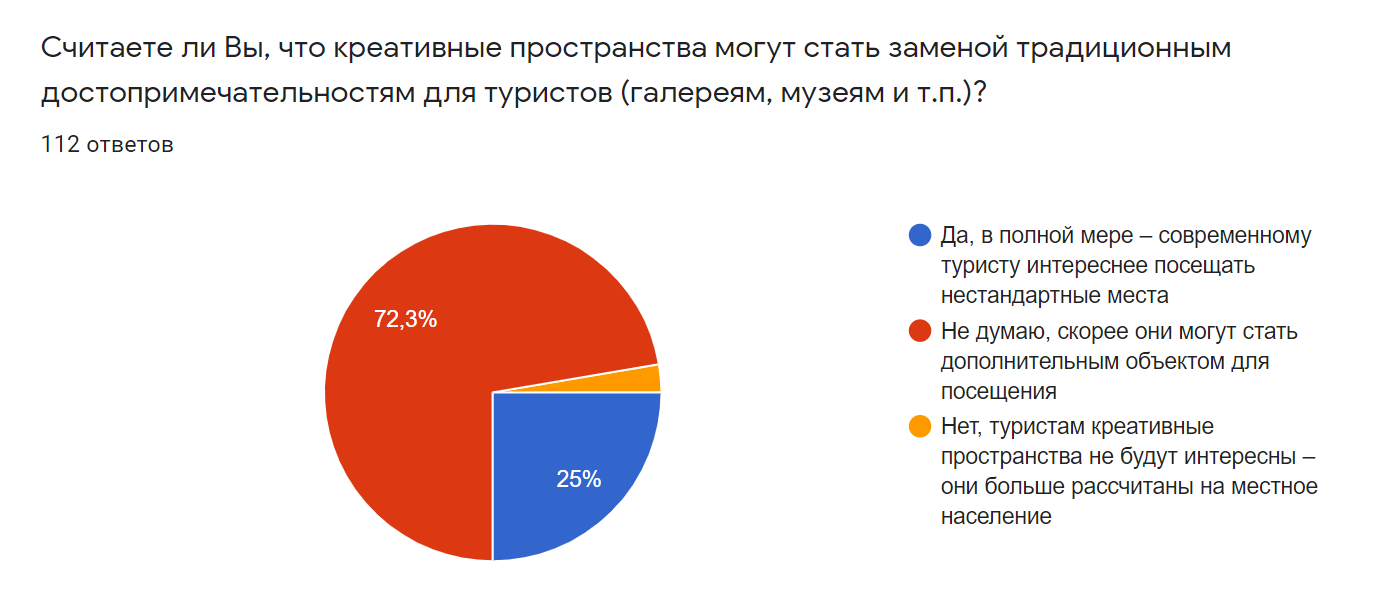 Считаете ли Вы, что креативные пространства могут стать заменой традиционным
достопримечательностям для туристов (галереям, музеям и т.п.)?
112 ответов
72,3%
25%
Да, в полной мере – современному
туристу интереснее посещать
нестандартные места
Не думаю, скорее они могут стать
дополнительным объектом для
посещения
Нет, туристам креативные
пространства не будут интересны –
они больше рассчитаны на местное
население